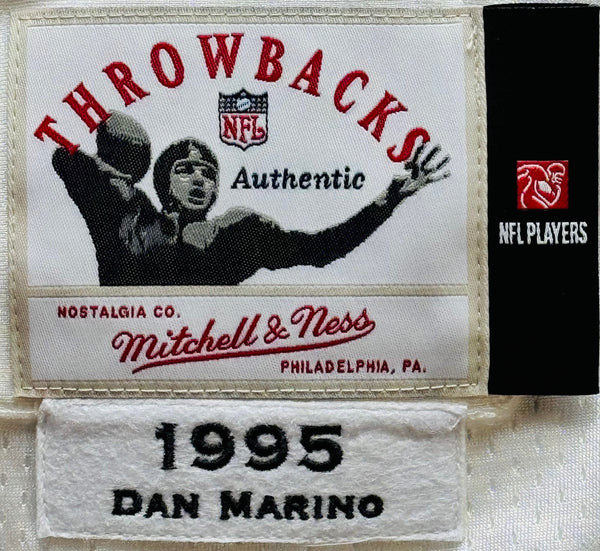 THROWBACKS
NFL
Authentic
NFL PLAYERS
NOSTALGIA CO.
Mitchell & Ness
PHILADELPHIA, PA.
1995
DAN MARINO